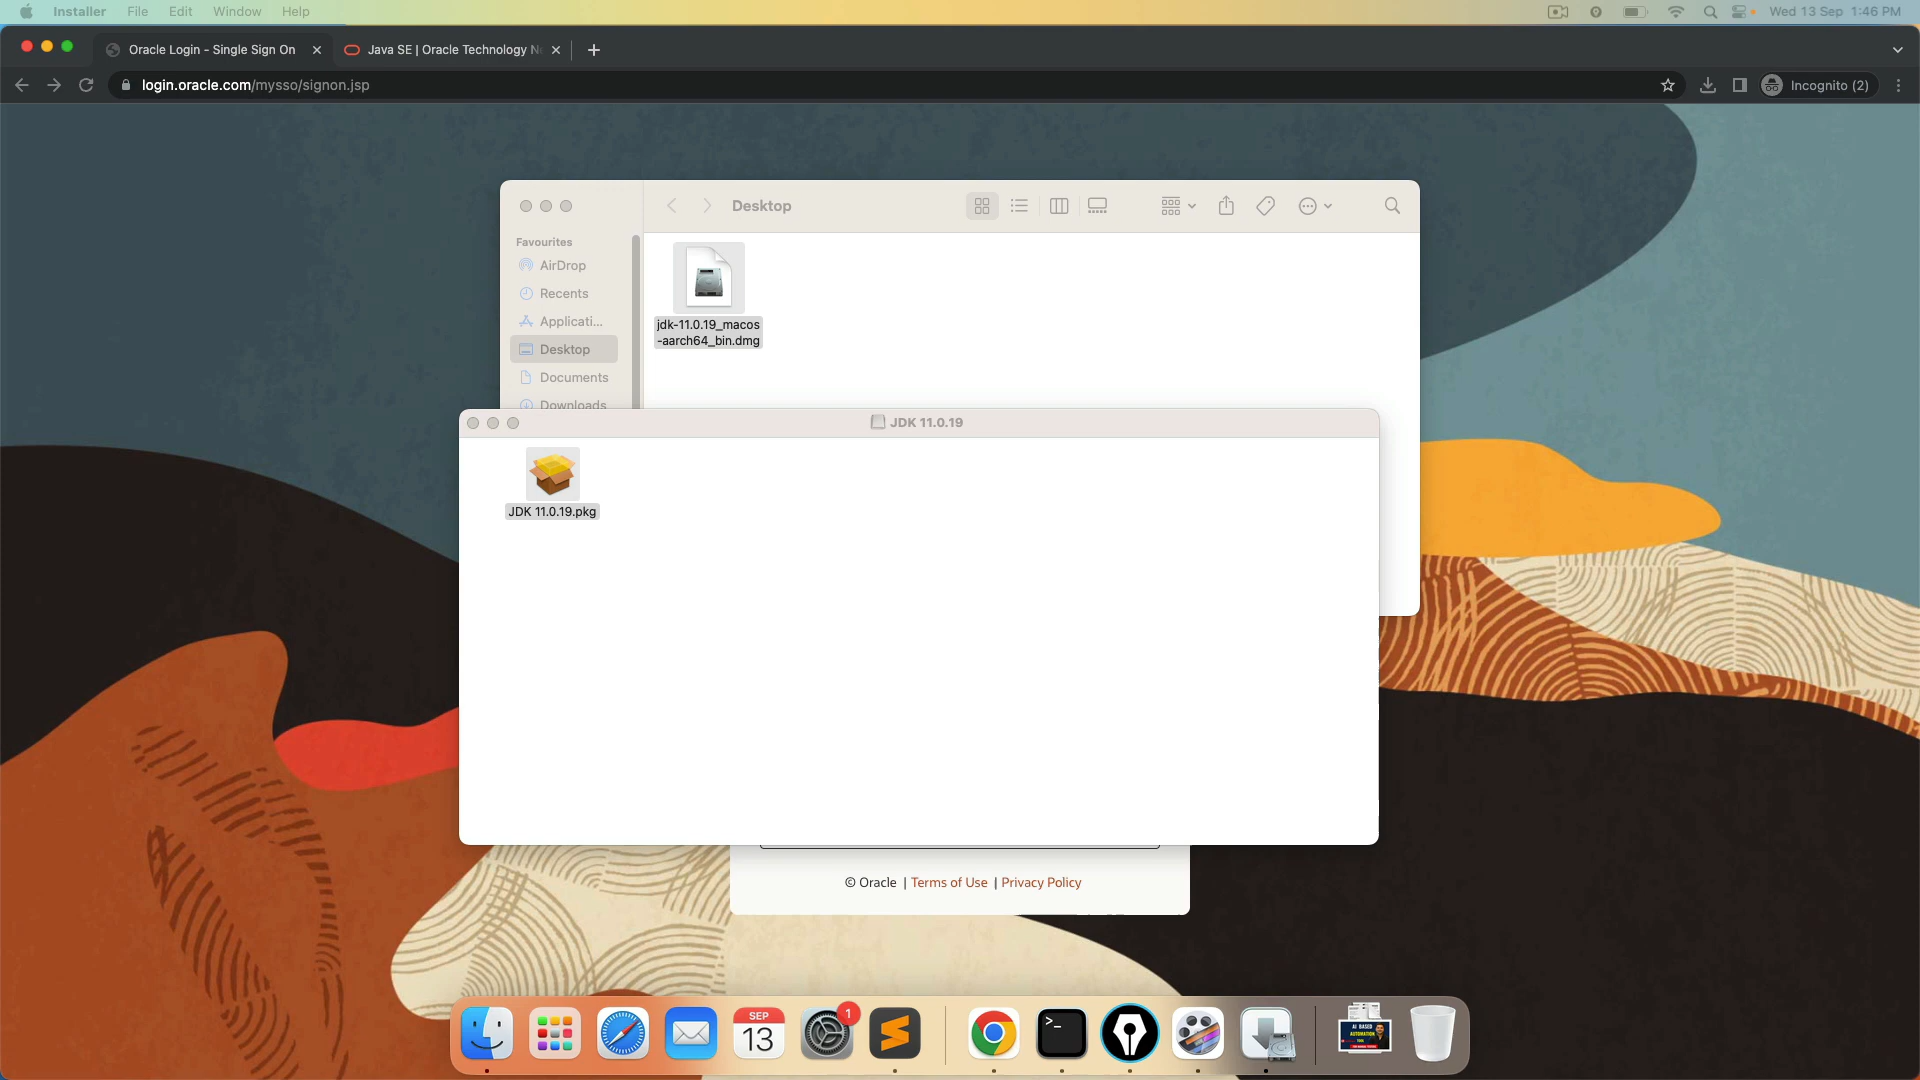 Installer File Edit Window Help Wed 13 Sep 1:46 PM
Oracle Login - Single Sign On
Java SE | Oracle Technology N
login.oracle.com/mysso/signon.jsp
Incognito (2)
Desktop
Favourites
AirDrop
Recents
Applicati...
Desktop
Documents
Downloads
jdk-11.0.19_macos
-aarch64_bin.dmg
JDK 11.0.19
JDK 11.0.19.pkg
© Oracle | Terms of Use | Privacy Policy
SEP
13
1
AI BASED
AUTOMATION